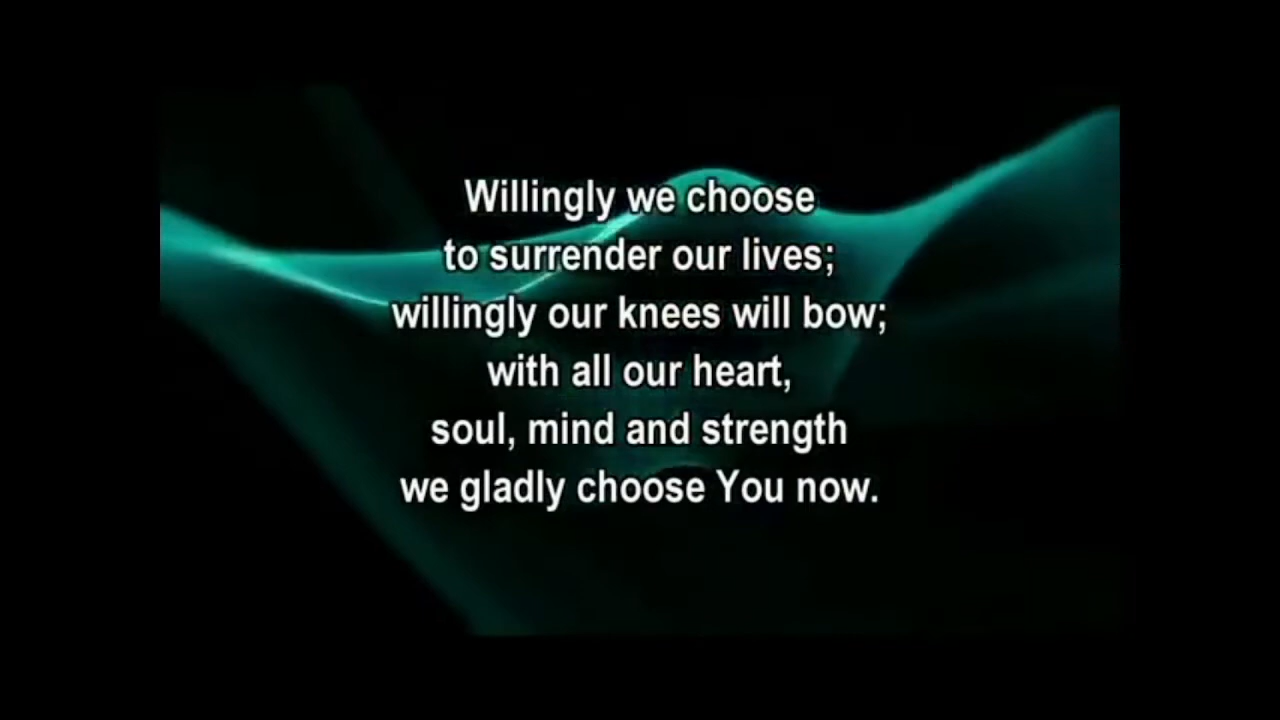 Willingly we choose
to surrender our lives;
willingly our knees will bow;
with all our heart,
soul, mind and strength
we gladly choose You now.